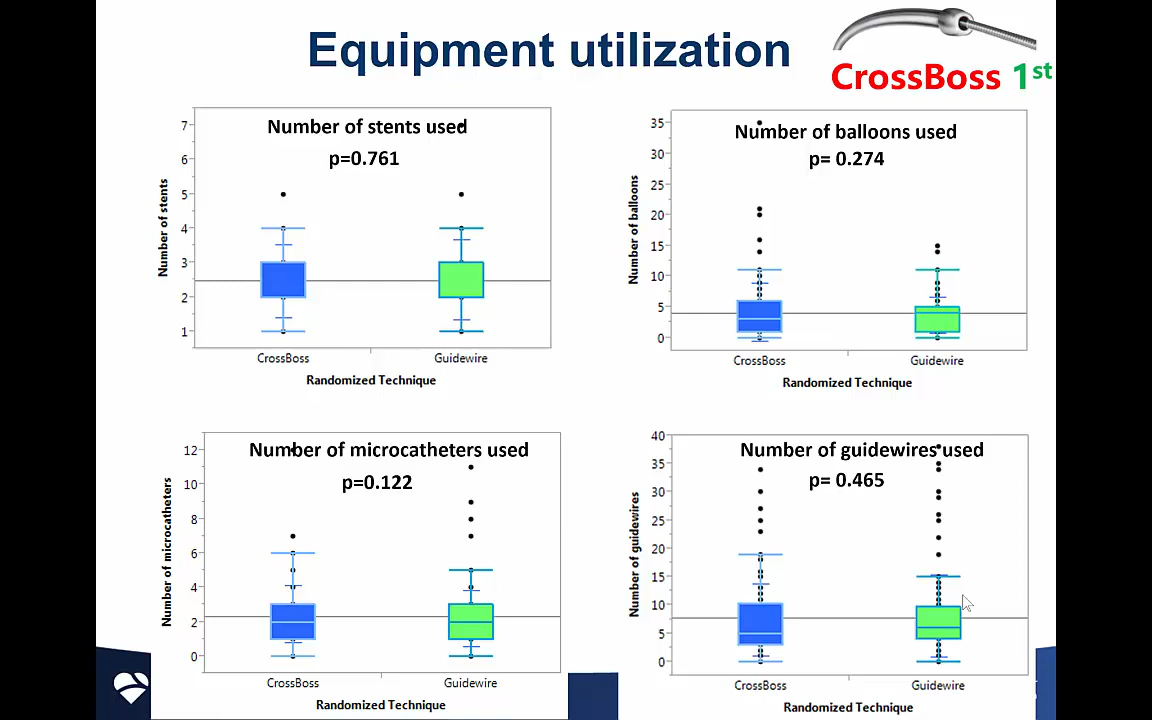 Equipment utilization
CrossBoss 1st
Number of stents used
p=0.761
Number of stents
7
6
5
4
3
2
1
CrossBoss Guidewire
Randomized Technique
Number of balloons used
p= 0.274
Number of balloons
35
30
25
20
15
10
5
0
CrossBoss Guidewire
Randomized Technique
Number of microcatheters used
p=0.122
Number of microcatheters
12
10
8
6
4
2
0
CrossBoss Guidewire
Randomized Technique
Number of guidewires used
p= 0.465
Number of guidewires
40
35
30
25
20
15
10
5
0
CrossBoss Guidewire
Randomized Technique